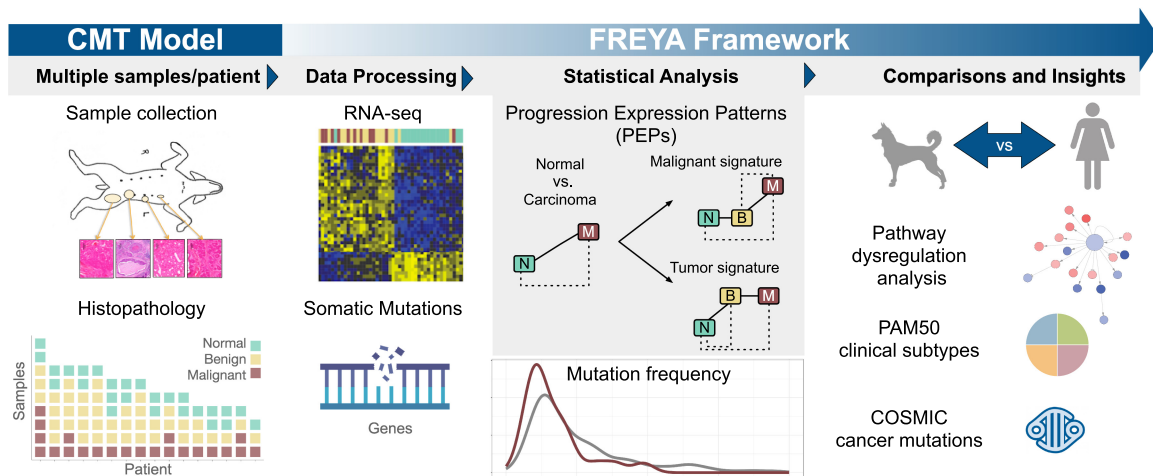 CMT Model
FREYA Framework
Multiple samples/patient
Data Processing
Statistical Analysis
Comparisons and Insights
Sample collection
R
L
Histopathology
Normal
Benign
Malignant
Samples
Patient
RNA-seq
Somatic Mutations
Genes
Progression Expression Patterns
(PEPs)
Normal
vs.
Carcinoma
N
M
Malignant signature
N
B
M
Tumor signature
B
M
N
Mutation frequency
vs
Pathway
dysregulation
analysis
PAM50
clinical subtypes
COSMIC
cancer mutations